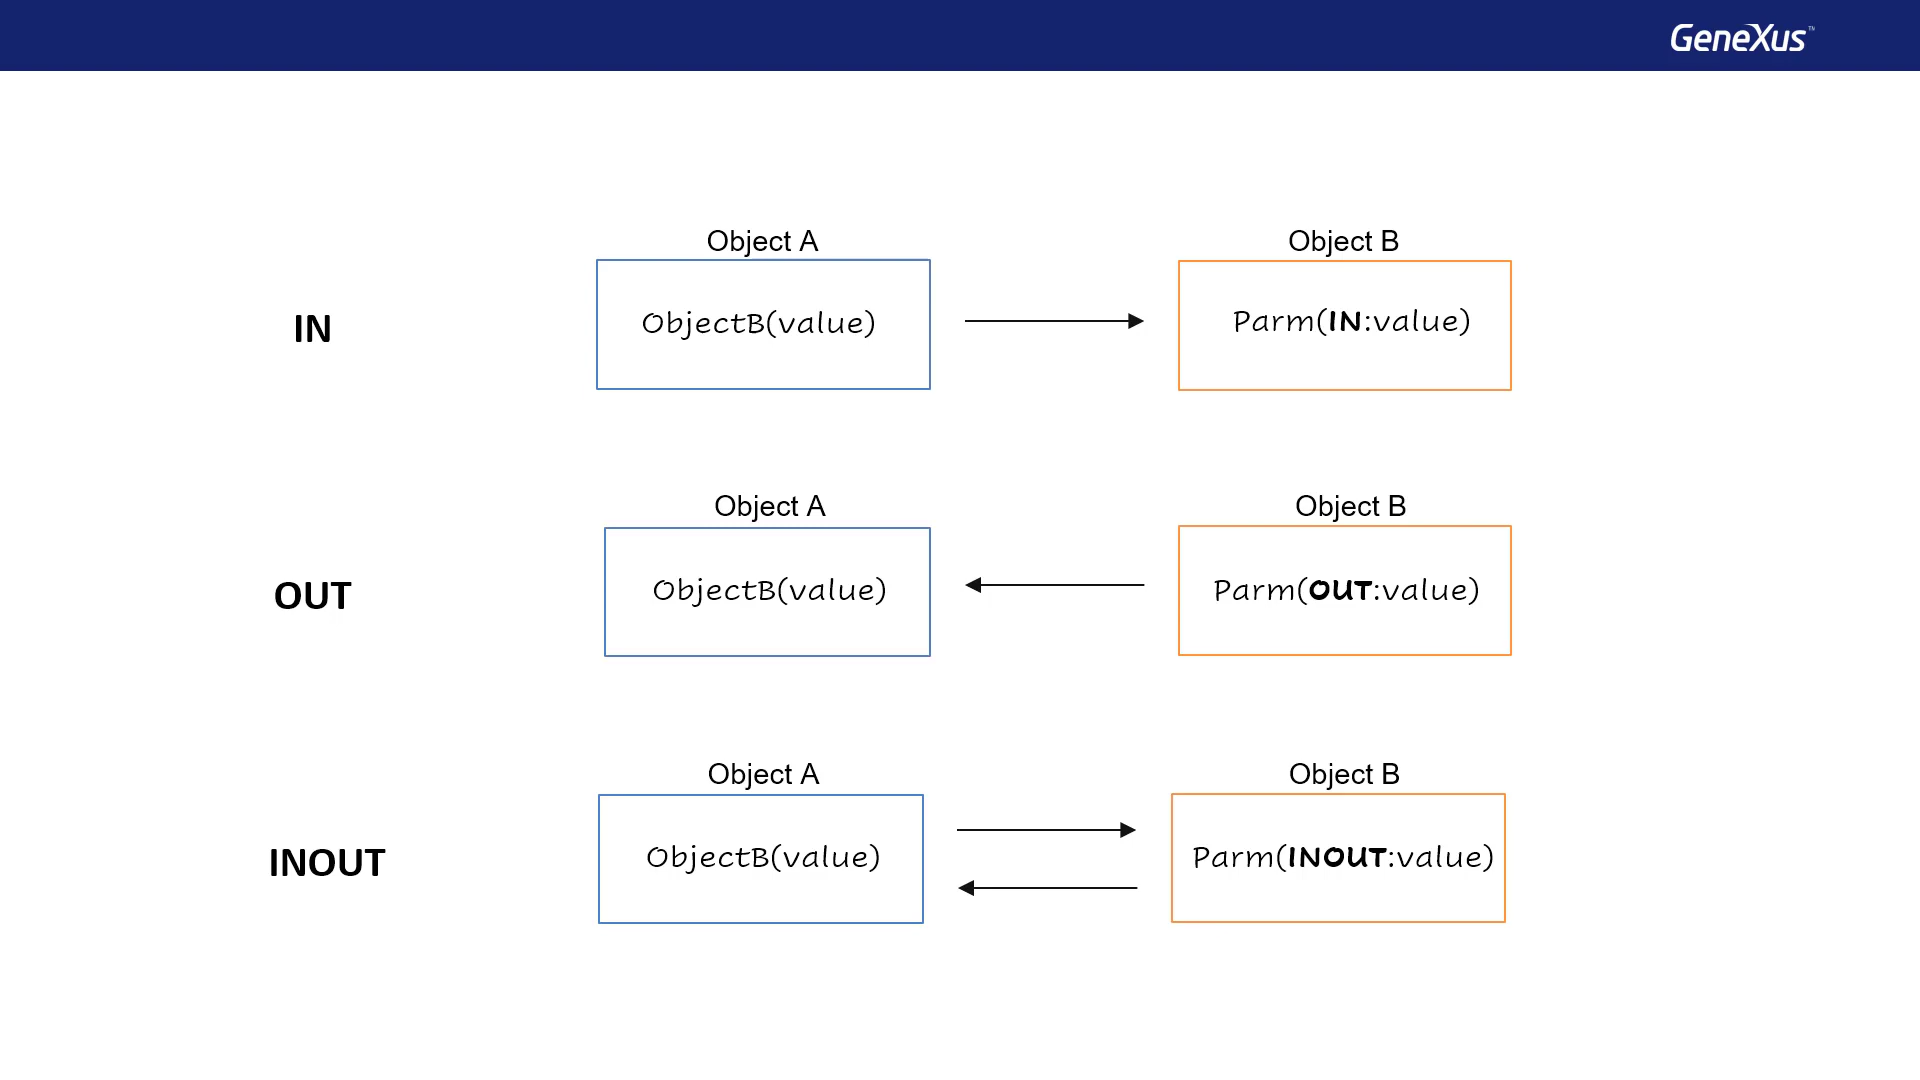 GeneXus™
Object A
Object B
IN
ObjectB(value)
Parm(IN:value)
Object A
Object B
OUT
ObjectB(value)
Parm(OUT:value)
Object A
Object B
INOUT
ObjectB(value)
Parm(INOUT:value)